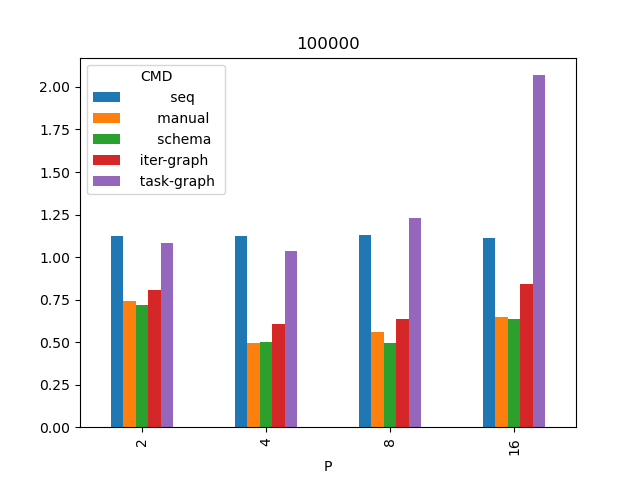 100000
CMD
seq
manual
schema
iter-graph
task-graph
2.00
1.75
1.50
1.25
1.00
0.75
0.50
0.25
0.00
2 4 8 16
P